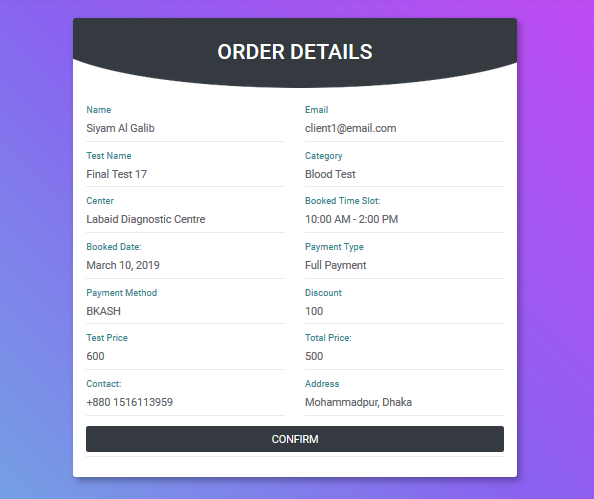 ORDER DETAILS
Name
Email
Siyam Al Galib
client1@email.com
Test Name
Category
Final Test 17
Blood Test
Center
Booked Time Slot:
Labaid Diagnostic Centre
10:00 AM - 2:00 PM
Booked Date:
Payment Type
March 10, 2019
Full Payment
Payment Method
Discount
BKASH
100
Test Price
Total Price:
600
500
Contact:
Address
+880 1516113959
Mohammadpur, Dhaka
CONFIRM